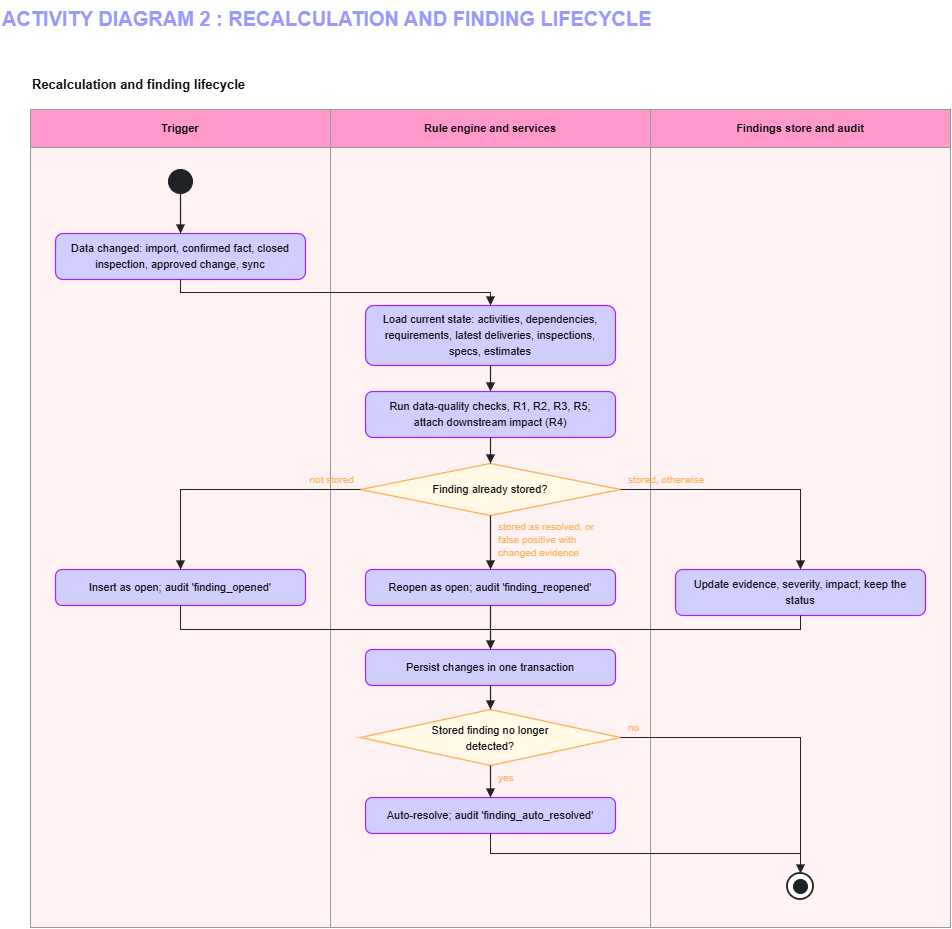 ACTIVITY DIAGRAM 2 : RECALCULATION AND FINDING LIFECYCLE
Recalculation and finding lifecycle
Trigger
Rule engine and services
Findings store and audit
Data changed: import, confirmed fact, closed
inspection, approved change, sync
Load current state: activities, dependencies,
requirements, latest deliveries, inspections,
specs, estimates
Run data-quality checks, R1, R2, R3, R5;
attach downstream impact (R4)
not stored
Finding already stored?
stored, otherwise
stored as resolved, or
false positive with
changed evidence
Insert as open; audit 'finding_opened'
Reopen as open; audit 'finding_reopened'
Update evidence, severity, impact; keep the
status
Persist changes in one transaction
Stored finding no longer
detected?
no
yes
Auto-resolve; audit 'finding_auto_resolved'